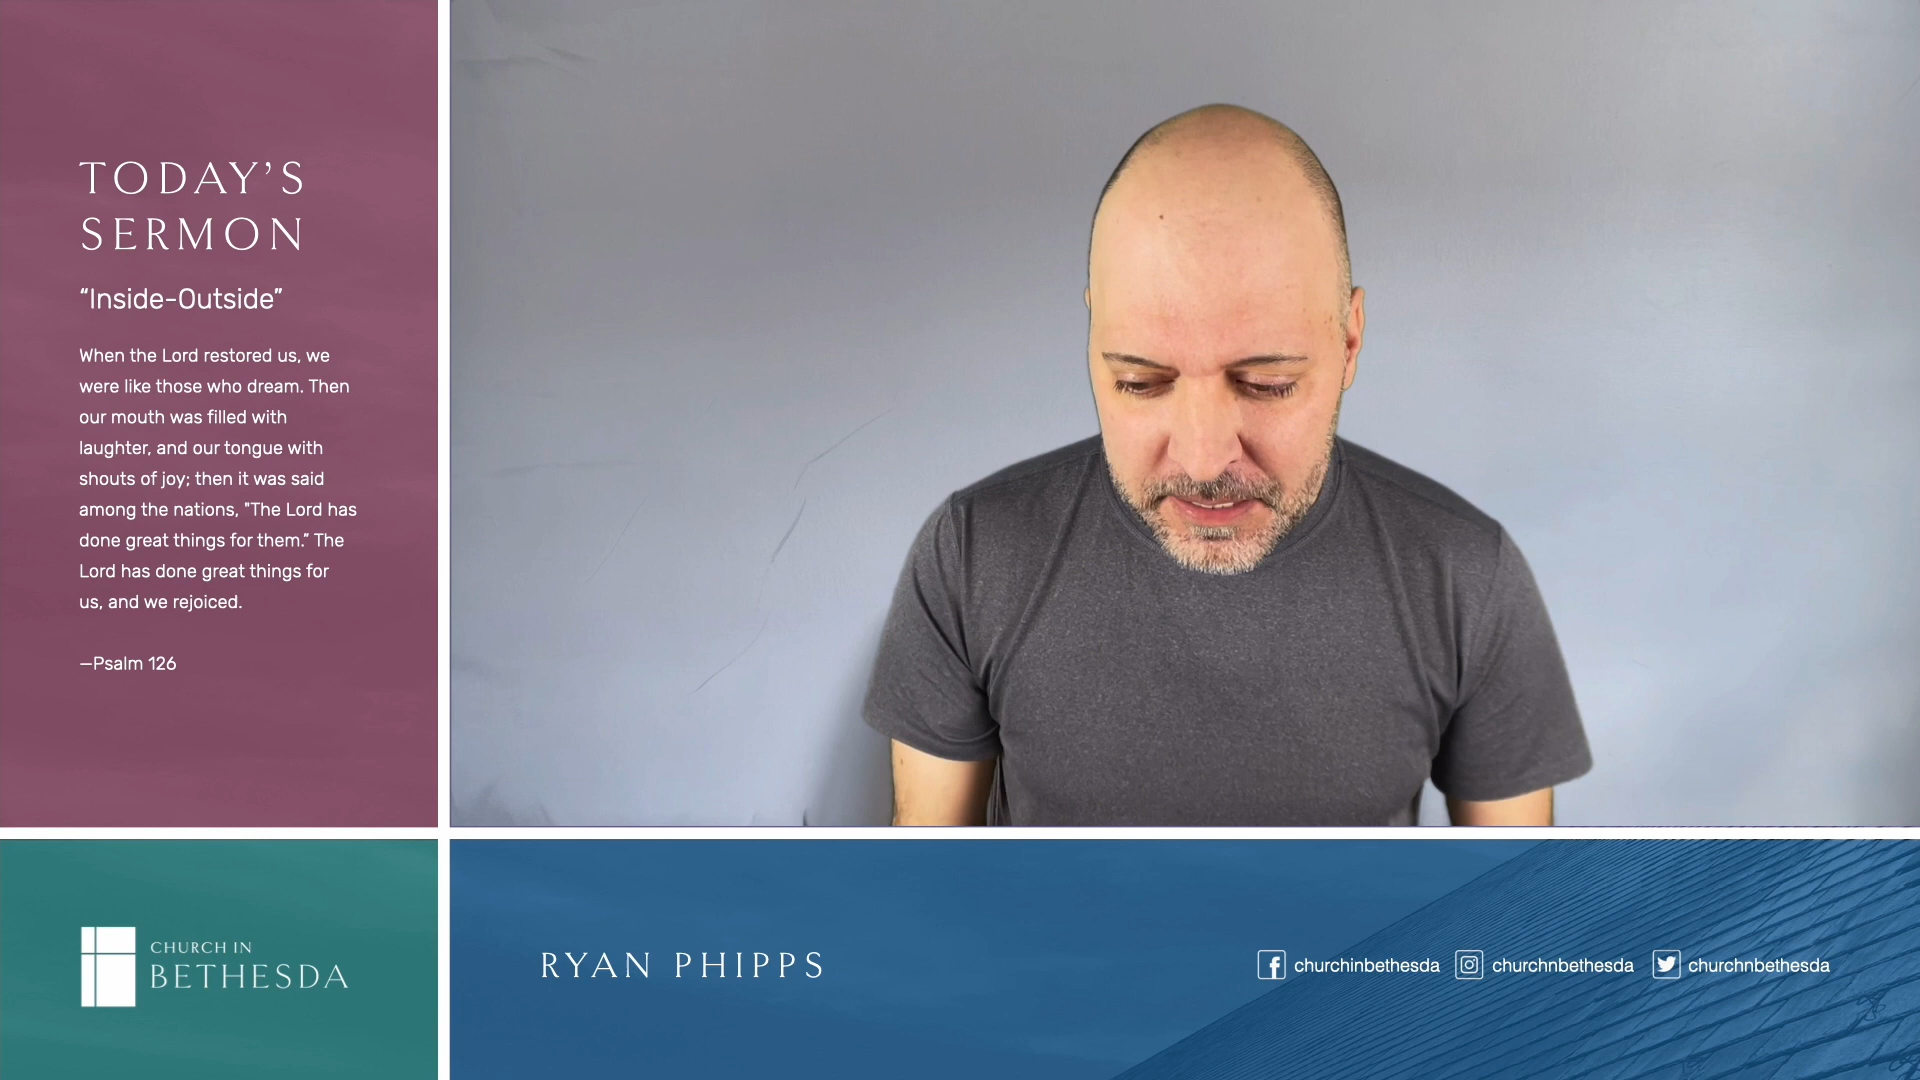 TODAY’S
SERMON
“Inside-Outside”
When the Lord restored us, we
were like those who dream. Then
our mouth was filled with
laughter, and our tongue with
shouts of joy; then it was said
among the nations, "The Lord has
done great things for them.” The
Lord has done great things for
us, and we rejoiced.
—Psalm 126
CHURCH IN
BETHESDA
RYAN PHIPPS
churchinbethesda churchnbethesda churchnbethesda